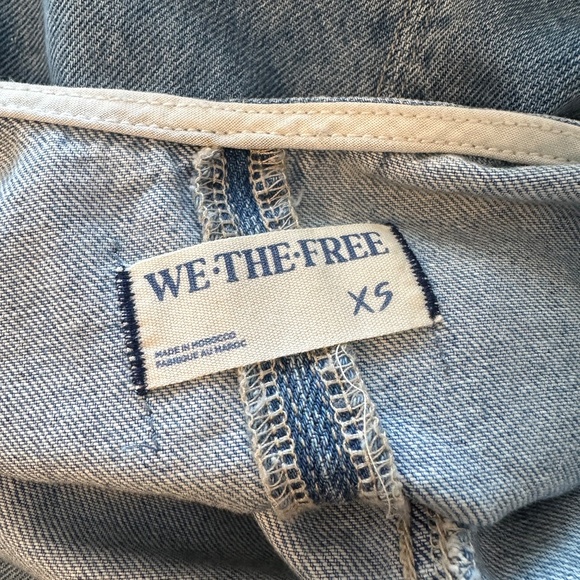 WE·THE·FREE
XS
MADE IN MOROCCO
FABRIQUE AU MAROC